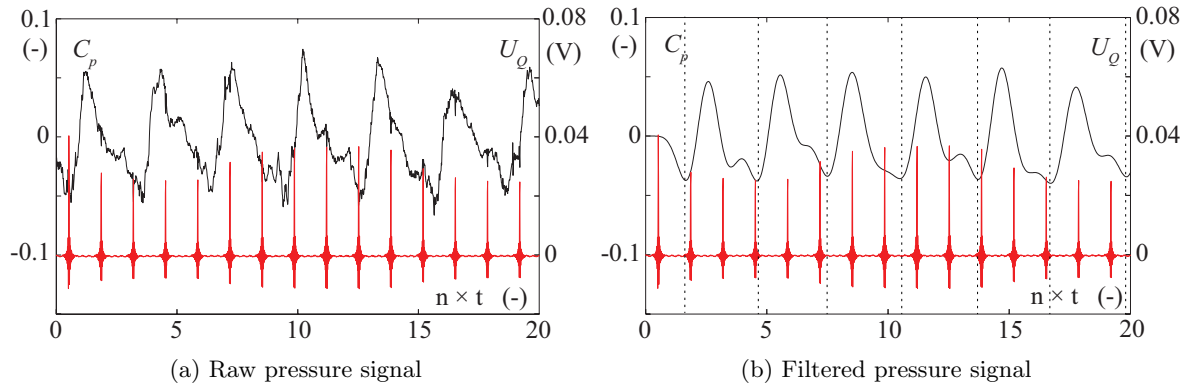 0.1
(-)
C_p
U_Q
0.08
(V)
0
0.04
-0.1
0
n × t (-)
0 5 10 15 20
(a) Raw pressure signal
0.1
(-)
C_p
U_Q
0.08
(V)
0
0.04
-0.1
0
n × t (-)
0 5 10 15 20
(b) Filtered pressure signal